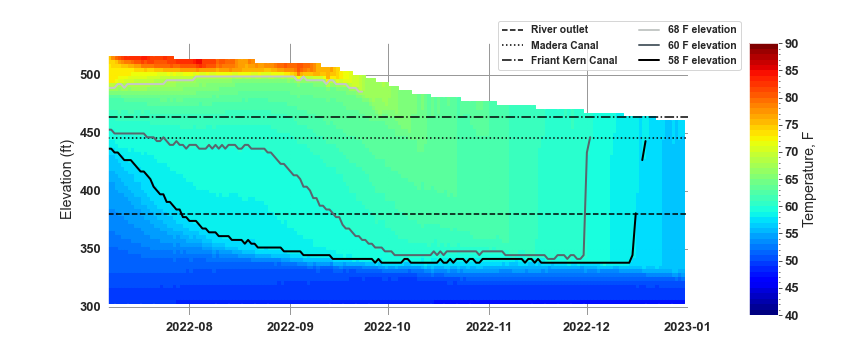 River outlet
Madera Canal
Friant Kern Canal
68 F elevation
60 F elevation
58 F elevation
Elevation (ft)
500
450
400
350
300
2022-08
2022-09
2022-10
2022-11
2022-12
2023-01
90
85
80
75
70
65
60
55
50
45
40
Temperature, F